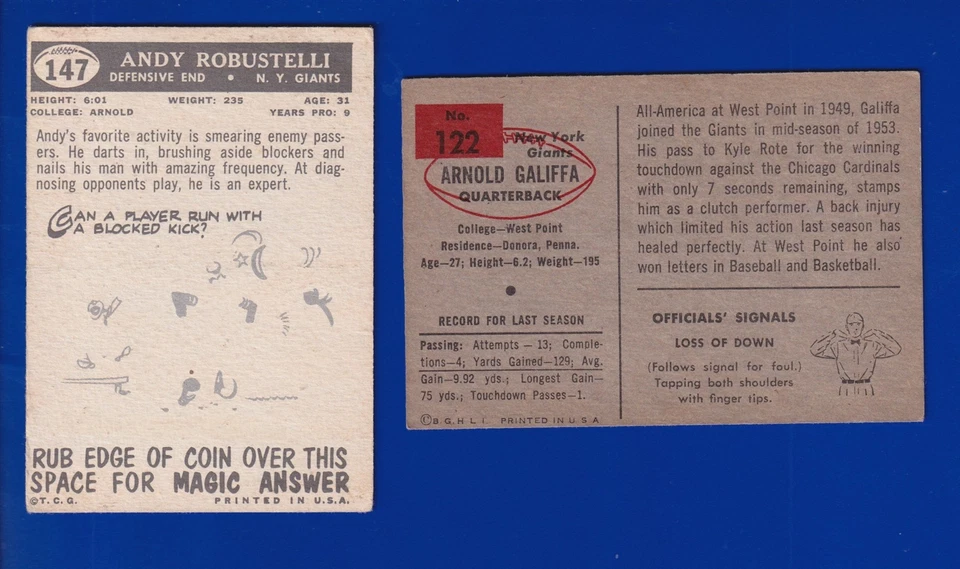 147
ANDY ROBUSTELLI
DEFENSIVE END • N. Y. GIANTS
HEIGHT: 6:01 WEIGHT: 235 AGE: 31
COLLEGE: ARNOLD YEARS PRO: 9
Andy's favorite activity is smearing enemy pass-
ers. He darts in, brushing aside blockers and
nails his man with amazing frequency. At diag-
nosing opponents play, he is an expert.
CAN A PLAYER RUN WITH
A BLOCKED KICK?
RUB EDGE OF COIN OVER THIS
SPACE FOR MAGIC ANSWER
©T.C.G. PRINTED IN U.S.A.
No.
122
New York
Giants
ARNOLD GALIFFA
QUARTERBACK
College—West Point
Residence—Donora, Penna.
Age—27; Height—6.2; Weight—195
RECORD FOR LAST SEASON
Passing: Attempts — 13; Comple-
tions—4; Yards Gained—129; Avg.
Gain—9.92 yds.; Longest Gain—
75 yds.; Touchdown Passes—1.
©B.G.H.L.I. PRINTED IN U S A
All-America at West Point in 1949, Galiffa
joined the Giants in mid-season of 1953.
His pass to Kyle Rote for the winning
touchdown against the Chicago Cardinals
with only 7 seconds remaining, stamps
him as a clutch performer. A back injury
which limited his action last season has
healed perfectly. At West Point he also
won letters in Baseball and Basketball.
OFFICIALS' SIGNALS
LOSS OF DOWN
(Follows signal for foul.)
Tapping both shoulders
with finger tips.